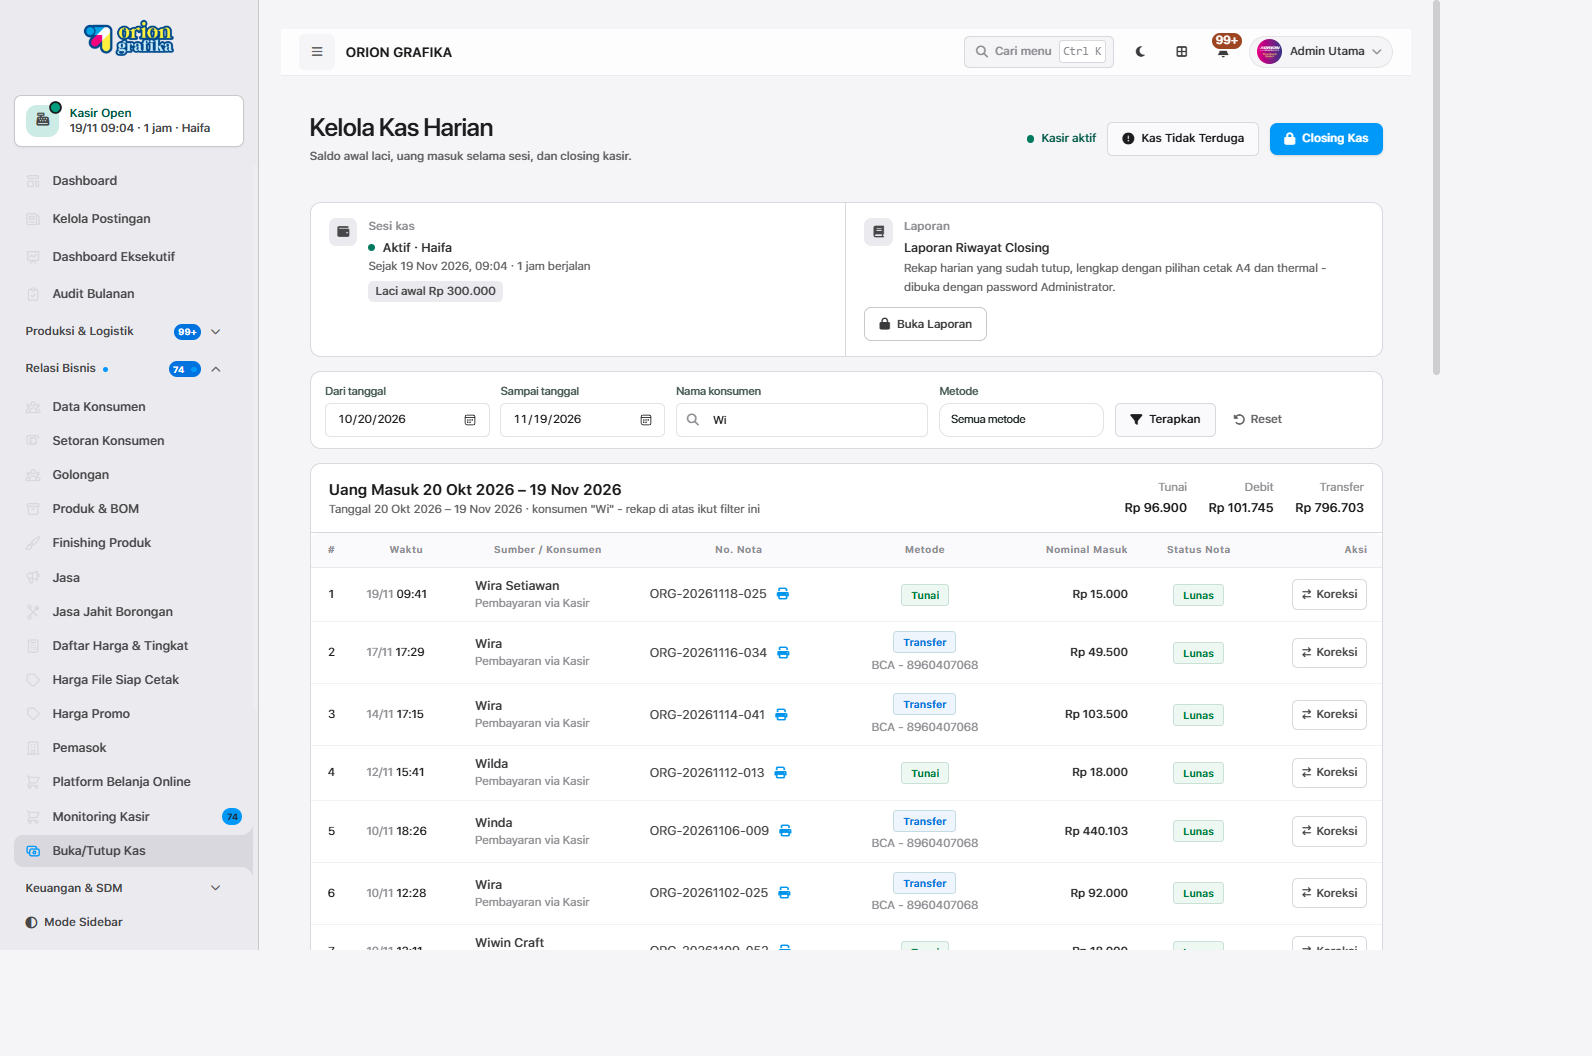 orion
grafika
Kasir Open
19/11 09:04 · 1 jam · Haifa
Dashboard
Kelola Postingan
Dashboard Eksekutif
Audit Bulanan
Produksi & Logistik 99+
Relasi Bisnis 74
Data Konsumen
Setoran Konsumen
Golongan
Produk & BOM
Finishing Produk
Jasa
Jasa Jahit Borongan
Daftar Harga & Tingkat
Harga File Siap Cetak
Harga Promo
Pemasok
Platform Belanja Online
Monitoring Kasir 74
Buka/Tutup Kas
Keuangan & SDM
Mode Sidebar
ORION GRAFIKA
Cari menu Ctrl K
99+
Admin Utama
Kelola Kas Harian
Saldo awal laci, uang masuk selama sesi, dan closing kasir.
Kasir aktif
Kas Tidak Terduga
Closing Kas
Sesi kas
Aktif · Haifa
Sejak 19 Nov 2026, 09:04 · 1 jam berjalan
Laci awal Rp 300.000
Laporan
Laporan Riwayat Closing
Rekap harian yang sudah tutup, lengkap dengan pilihan cetak A4 dan thermal -
dibuka dengan password Administrator.
Buka Laporan
Dari tanggal Sampai tanggal Nama konsumen Metode
10/20/2026 11/19/2026 Wi Semua metode Terapkan Reset
Uang Masuk 20 Okt 2026 – 19 Nov 2026
Tanggal 20 Okt 2026 – 19 Nov 2026 · konsumen "Wi" - rekap di atas ikut filter ini
Tunai Debit Transfer
Rp 96.900 Rp 101.745 Rp 796.703
# Waktu Sumber / Konsumen No. Nota Metode Nominal Masuk Status Nota Aksi
1 19/11 09:41 Wira Setiawan ORG-20261118-025 Tunai Rp 15.000 Lunas Koreksi
Pembayaran via Kasir
2 17/11 17:29 Wira ORG-20261116-034 Transfer Rp 49.500 Lunas Koreksi
Pembayaran via Kasir BCA - 8960407068
3 14/11 17:15 Wira ORG-20261114-041 Transfer Rp 103.500 Lunas Koreksi
Pembayaran via Kasir BCA - 8960407068
4 12/11 15:41 Wilda ORG-20261112-013 Tunai Rp 18.000 Lunas Koreksi
Pembayaran via Kasir
5 10/11 18:26 Winda ORG-20261106-009 Transfer Rp 440.103 Lunas Koreksi
Pembayaran via Kasir BCA - 8960407068
6 10/11 12:28 Wira ORG-20261102-025 Transfer Rp 92.000 Lunas Koreksi
Pembayaran via Kasir BCA - 8960407068
Wiwin Craft